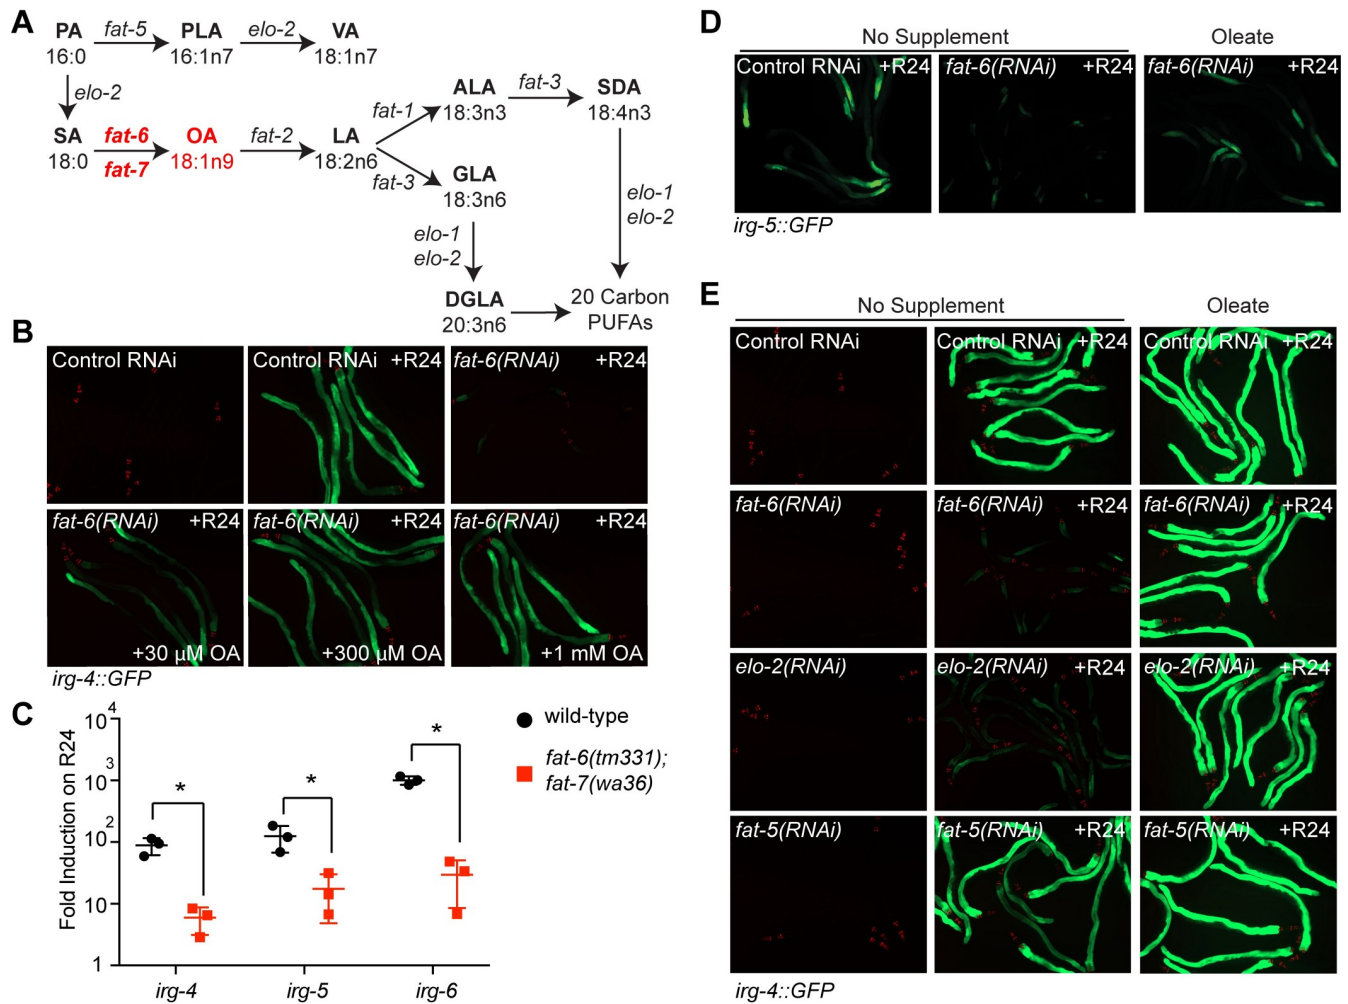 A
PA fat-5 PLA elo-2 VA
16:0 16:1n7 18:1n7
elo-2
SA fat-6 OA fat-2 LA
18:0 fat-7 18:1n9 18:2n6
fat-1 ALA fat-3 SDA
18:3n3 18:4n3
fat-3 GLA
18:3n6
elo-1
elo-2
elo-1
elo-2
DGLA
20:3n6
20 Carbon
PUFAs
B
Control RNAi
Control RNAi +R24
fat-6(RNAi) +R24
fat-6(RNAi) +R24
+30 µM OA
fat-6(RNAi) +R24
+300 µM OA
fat-6(RNAi) +R24
+1 mM OA
irg-4::GFP
C
Fold Induction on R24
10 4
10 3
10 2
10
1
*
*
*
irg-4
irg-5
irg-6
wild-type
fat-6(tm331);
fat-7(wa36)
D
No Supplement
Oleate
Control RNAi +R24
fat-6(RNAi) +R24
fat-6(RNAi) +R24
irg-5::GFP
E
No Supplement
Oleate
Control RNAi
Control RNAi +R24
Control RNAi +R24
fat-6(RNAi)
fat-6(RNAi) +R24
fat-6(RNAi) +R24
elo-2(RNAi)
elo-2(RNAi) +R24
elo-2(RNAi) +R24
fat-5(RNAi)
fat-5(RNAi) +R24
fat-5(RNAi) +R24
irg-4::GFP